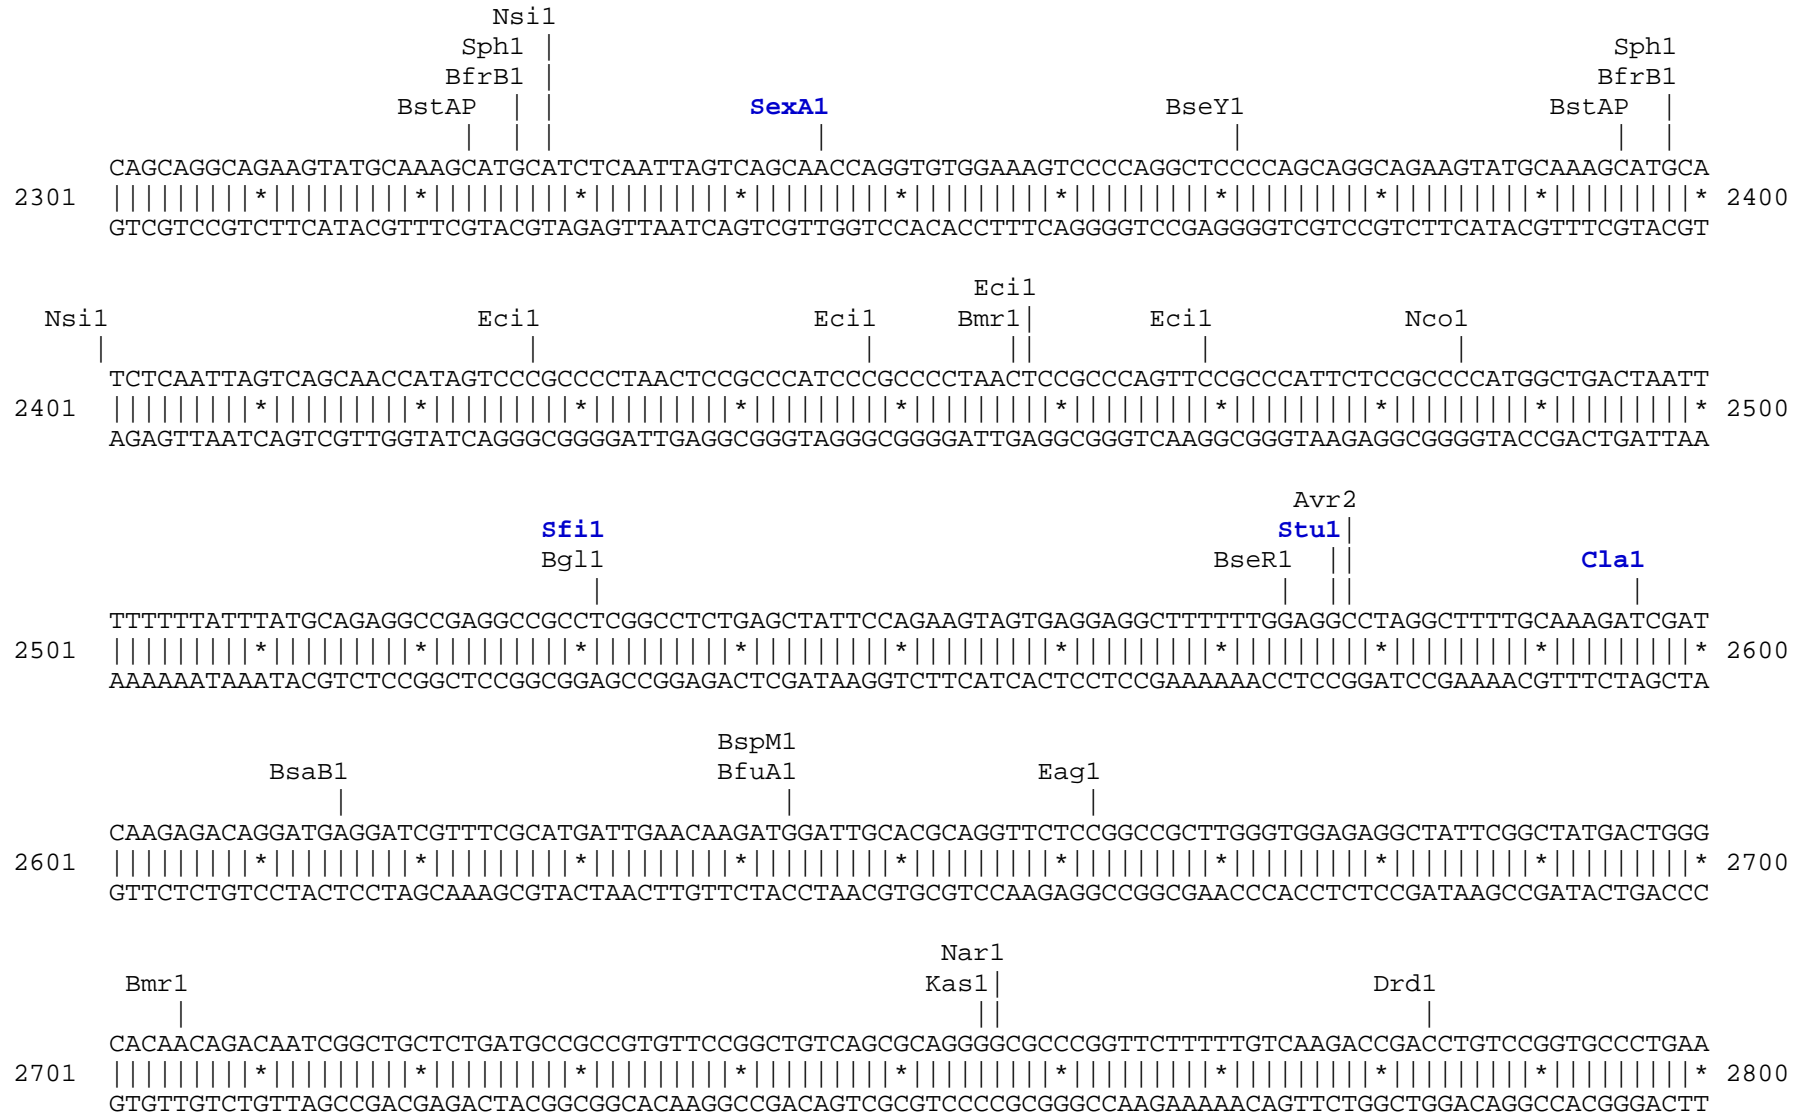 Nsi1
Sph1 | Sph1
BfrB1 | BfrB1
BstAP | | SexA1 BseY1 BstAP |
| | | | | | |
CAGCAGGCAGAAGTATGCAAAGCATGCATCTCAATTAGTCAGCAACCAGGTGTGGAAAGTCCCCAGGCTCCCCAGCAGGCAGAAGTATGCAAAGCATGCA
2301 |||||||||*|||||||||*|||||||||*|||||||||*|||||||||*|||||||||*|||||||||*|||||||||*|||||||||*|||||||||* 2400
GTCGTCCGTCTTCATACGTTTCGTACGTAGAGTTAATCAGTCGTTGGTCCACACCTTTCAGGGGTCCGAGGGGTCGTCCGTCTTCATACGTTTCGTACGT
Eci1
Nsi1 Eci1 Eci1 Bmr1| Eci1 Nco1
| | | || | |
TCTCAATTAGTCAGCAACCATAGTCCCGCCCCTAACTCCGCCCATCCCGCCCCTAACTCCGCCCAGTTCCGCCCATTCTCCGCCCCATGGCTGACTAATT
2401 |||||||||*|||||||||*|||||||||*|||||||||*|||||||||*|||||||||*|||||||||*|||||||||*|||||||||*|||||||||* 2500
AGAGTTAATCAGTCGTTGGTATCAGGGCGGGGATTGAGGCGGGTAGGGCGGGGATTGAGGCGGGTCAAGGCGGGTAAGAGGCGGGGTACCGACTGATTAA
Avr2
Sfi1 Stu1|
Bgl1 BseR1 || Cla1
| | || |
TTTTTTATTTATGCAGAGGCCGAGGCCGCCTCGGCCTCTGAGCTATTCCAGAAGTAGTGAGGAGGCTTTTTTGGAGGCCTAGGCTTTTGCAAAGATCGAT
2501 |||||||||*|||||||||*|||||||||*|||||||||*|||||||||*|||||||||*|||||||||*|||||||||*|||||||||*|||||||||* 2600
AAAAAATAAATACGTCTCCGGCTCCGGCGGAGCCGGAGACTCGATAAGGTCTTCATCACTCCTCCGAAAAAACCTCCGGATCCGAAAACGTTTCTAGCTA
BspM1
BsaB1 BfuA1 Eag1
| | |
CAAGAGACAGGATGAGGATCGTTTCGCATGATTGAACAAGATGGATTGCACGCAGGTTCTCCGGCCGCTTGGGTGGAGAGGCTATTCGGCTATGACTGGG
2601 |||||||||*|||||||||*|||||||||*|||||||||*|||||||||*|||||||||*|||||||||*|||||||||*|||||||||*|||||||||* 2700
GTTCTCTGTCCTACTCCTAGCAAAGCGTACTAACTTGTTCTACCTAACGTGCGTCCAAGAGGCCGGCGAACCCACCTCTCCGATAAGCCGATACTGACCC
Nar1
Bmr1 Kas1| Drd1
| || |
CACAACAGACAATCGGCTGCTCTGATGCCGCCGTGTTCCGGCTGTCAGCGCAGGGGCGCCCGGTTCTTTTTGTCAAGACCGACCTGTCCGGTGCCCTGAA
2701 |||||||||*|||||||||*|||||||||*|||||||||*|||||||||*|||||||||*|||||||||*|||||||||*|||||||||*|||||||||* 2800
GTGTTGTCTGTTAGCCGACGAGACTACGGCGGCACAAGGCCGACAGTCGCGTCCCCGCGGGCCAAGAAAAACAGTTCTGGCTGGACAGGCCACGGGACTT